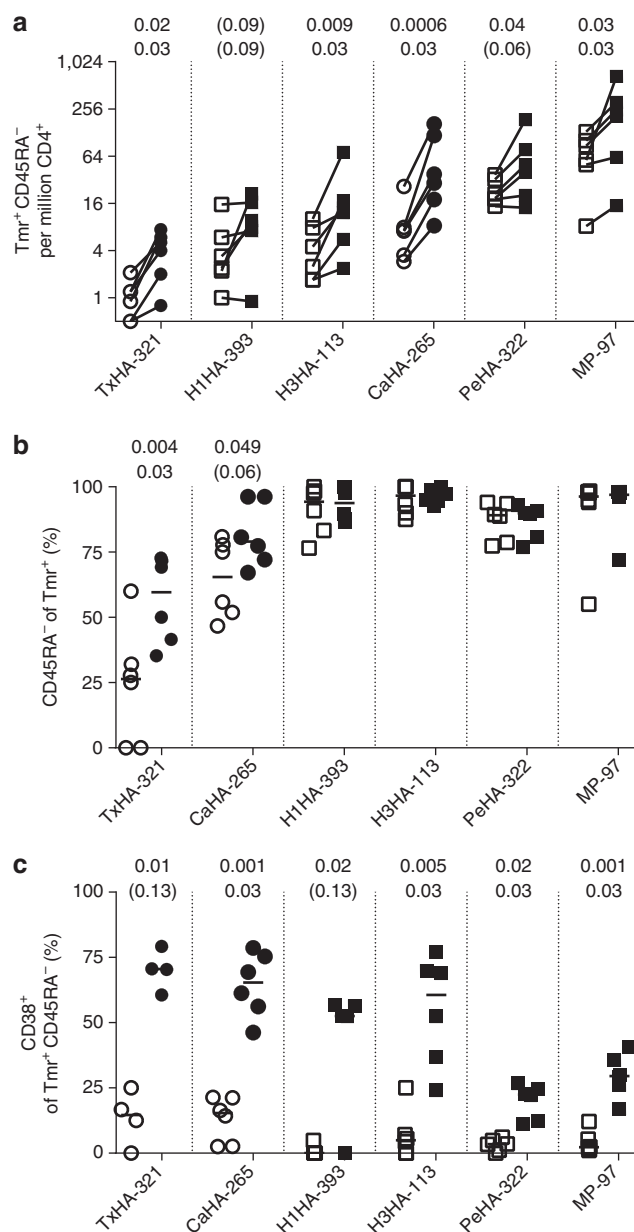 a
0.02 (0.09) 0.009 0.0006 0.04 0.03
0.03 (0.09) 0.03 0.03 (0.06) 0.03
Tmr⁺ CD45RA⁻
per million CD4⁺
1,024
256
64
16
4
1
TxHA-321 H1HA-393 H3HA-113 CaHA-265 PeHA-322 MP-97
b
0.004 0.049
0.03 (0.06)
CD45RA⁻ of Tmr⁺ (%)
100
75
50
25
0
TxHA-321 CaHA-265 H1HA-393 H3HA-113 PeHA-322 MP-97
c
0.01 0.001 0.02 0.005 0.02 0.001
(0.13) 0.03 (0.13) 0.03 0.03 0.03
CD38⁺
of Tmr⁺ CD45RA⁻ (%)
100
75
50
25
0
TxHA-321 CaHA-265 H1HA-393 H3HA-113 PeHA-322 MP-97